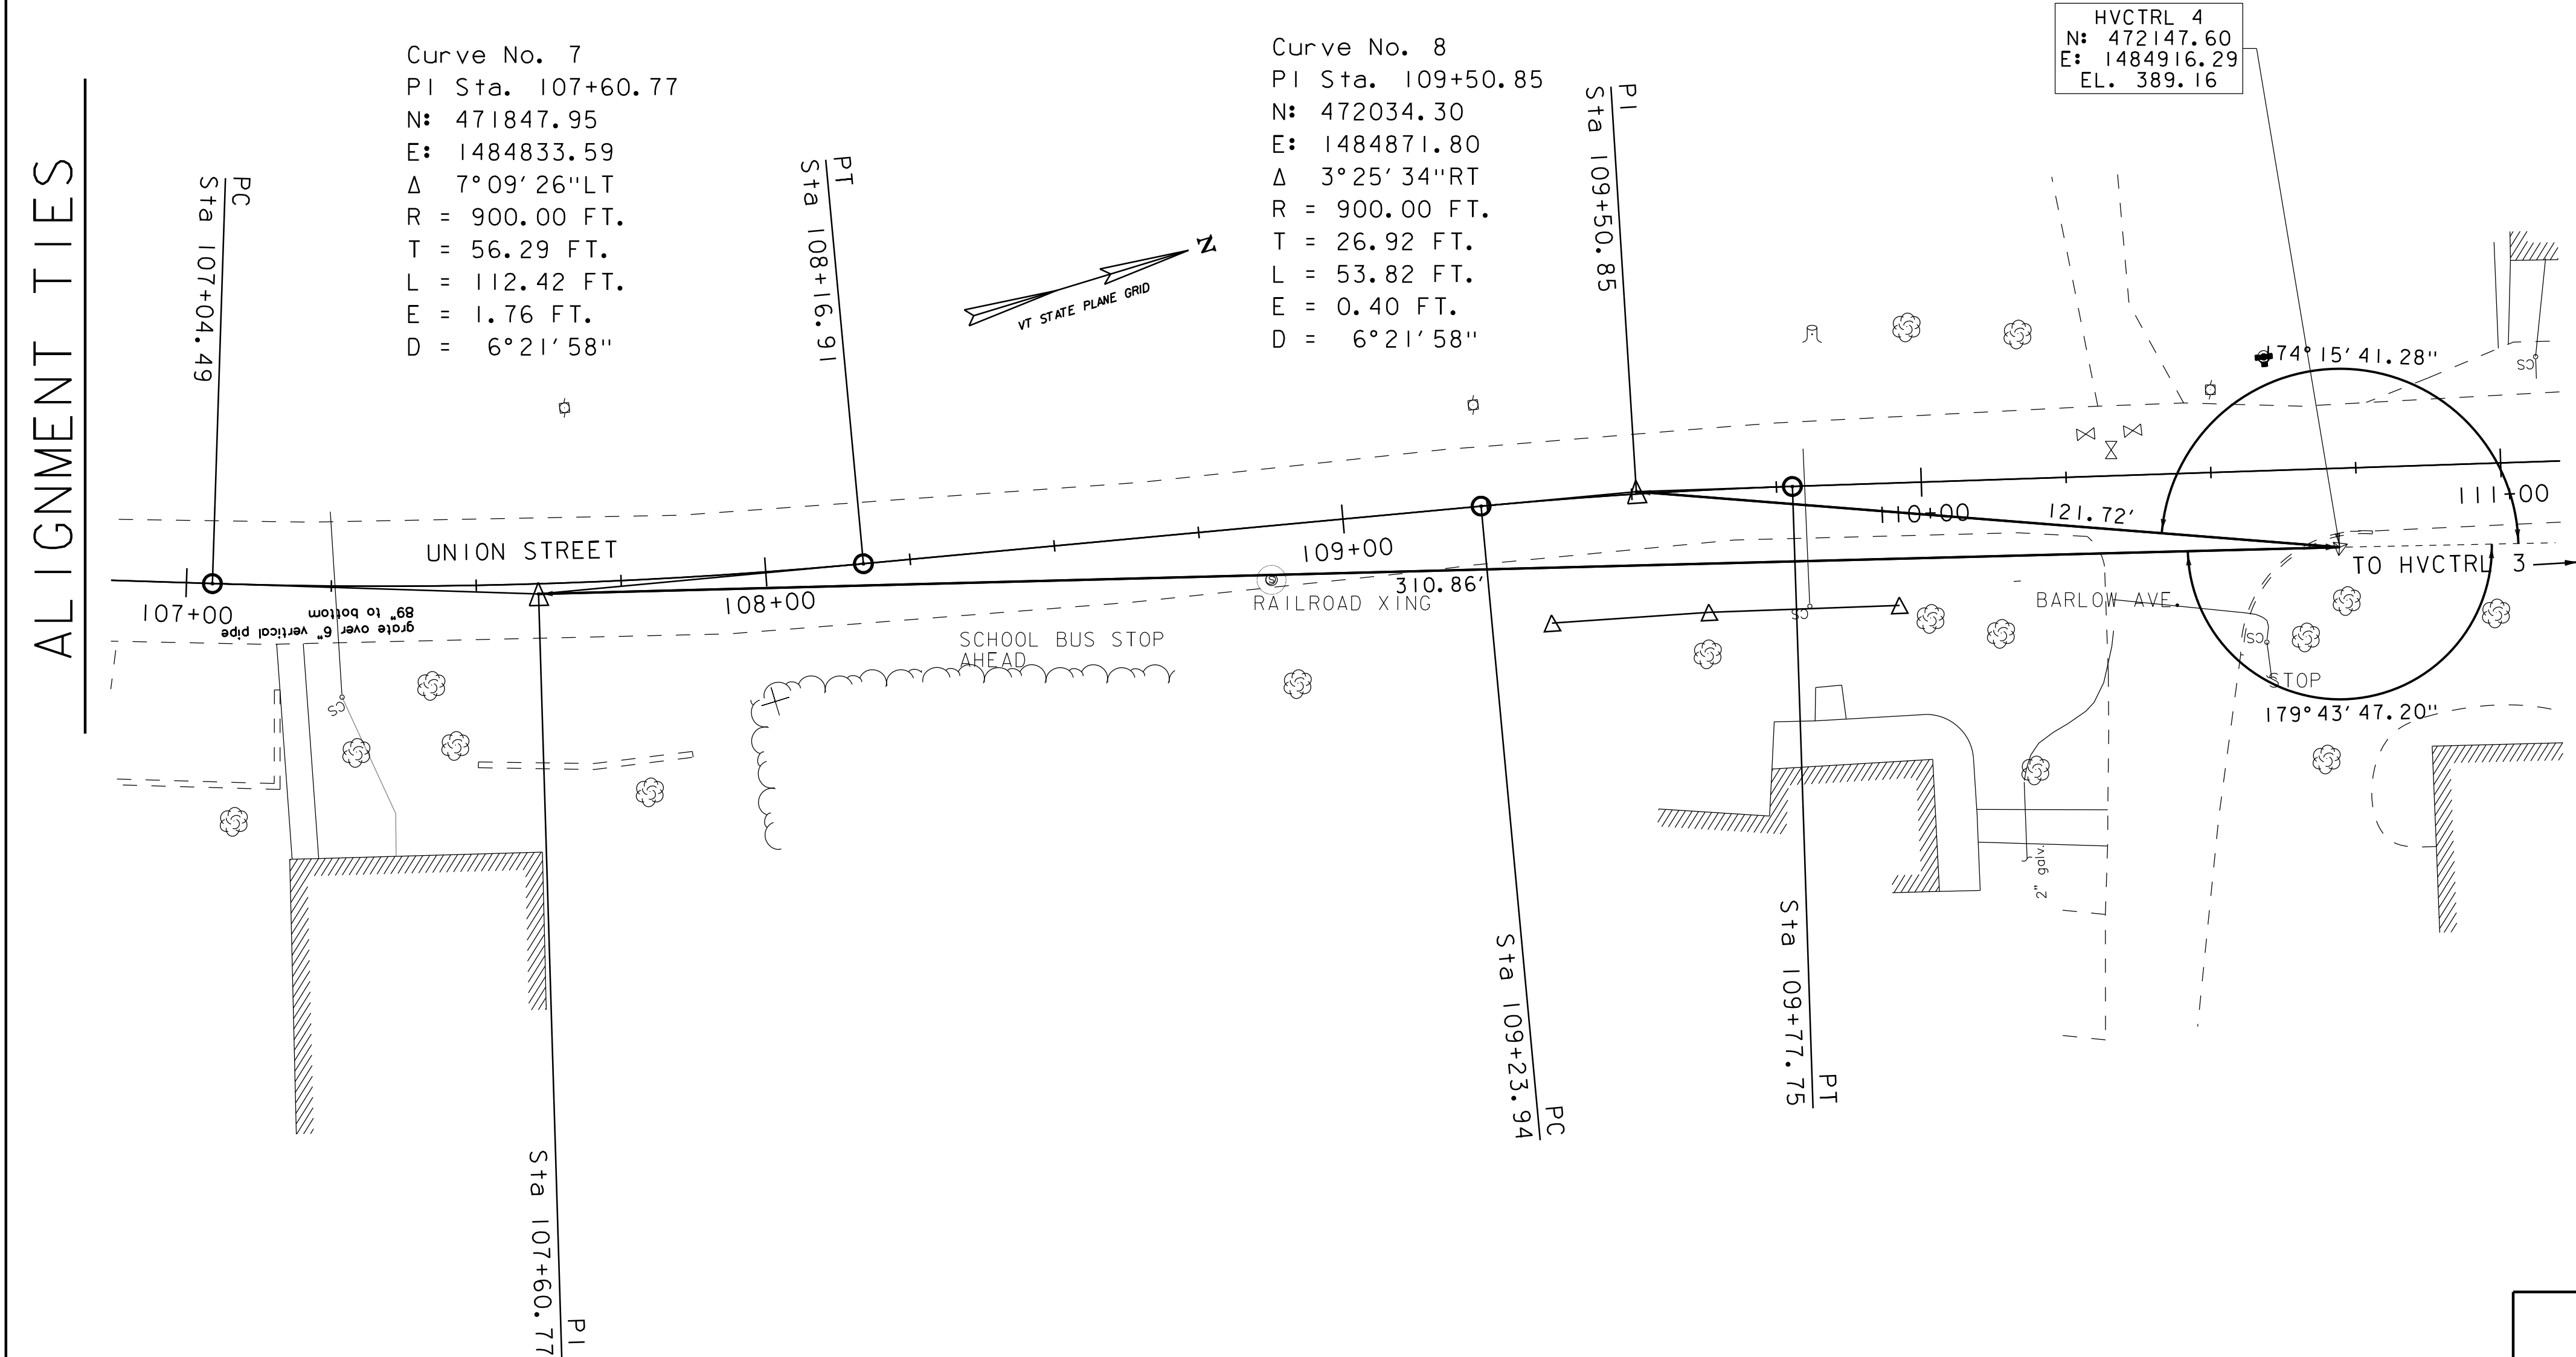 ALIGNMENT TIES
Curve No. 7
PI Sta. 107+60.77
N: 471847.95
E: 1484833.59
Δ 7°09'26"LT
R = 900.00 FT.
T = 56.29 FT.
L = 112.42 FT.
E = 1.76 FT.
D = 6°21'58"
Curve No. 8
PI Sta. 109+50.85
N: 472034.30
E: 1484871.80
Δ 3°25'34"RT
R = 900.00 FT.
T = 26.92 FT.
L = 53.82 FT.
E = 0.40 FT.
D = 6°21'58"
HVCTRL 4
N: 472147.60
E: 1484916.29
EL. 389.16
PC
Sta 107+04.49
PT
Sta 108+16.91
PI
Sta 109+50.85
N
VT STATE PLANE GRID
174°15'41.28"
CS
UNION STREET
107+00
108+00
109+00
110+00
111+00
121.72'
310.86'
TO HVCTRL 3
grate over 6" vertical pipe
89" to bottom
S
RAILROAD XING
SCHOOL BUS STOP
AHEAD
CS
BARLOW AVE.
CS
STOP
179°43'47.20"
CS
2" galv.
PI
Sta 107+60.77
PC
Sta 109+23.94
PT
Sta 109+77.75